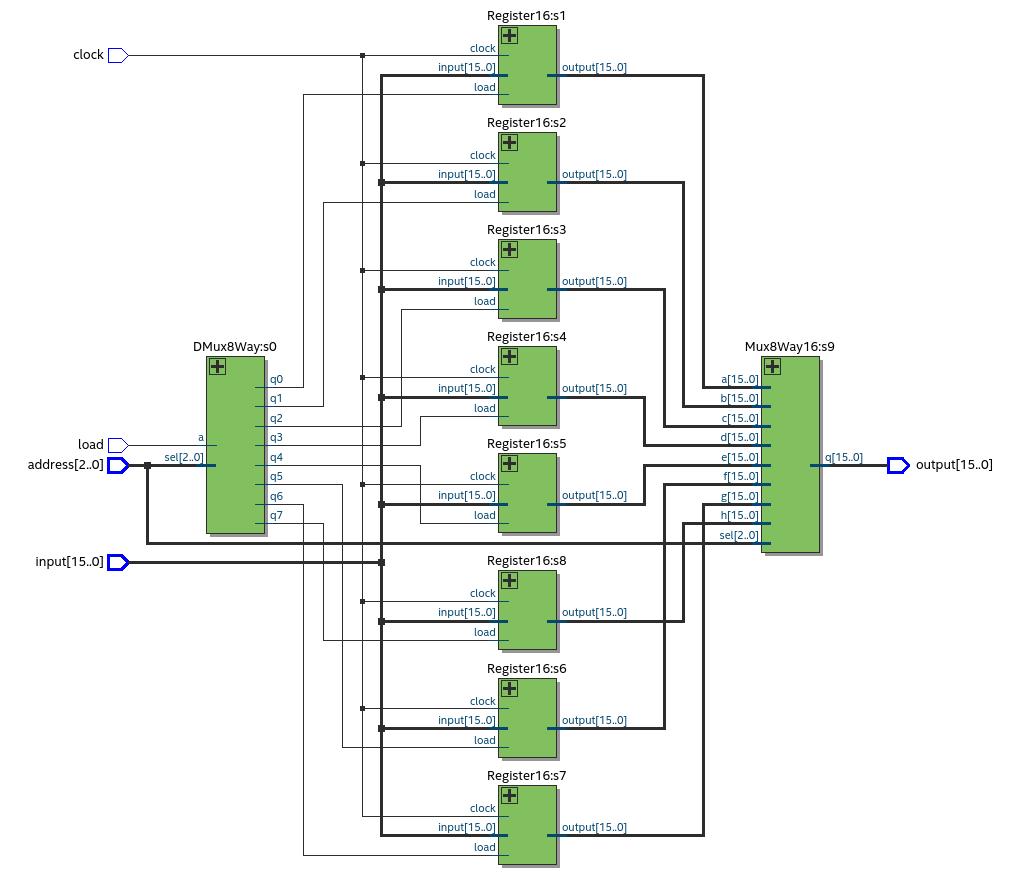 Register16:s1
clock
clock
input[15..0]
output[15..0]
load
Register16:s2
clock
input[15..0]
output[15..0]
load
Register16:s3
clock
input[15..0]
output[15..0]
load
Register16:s4
clock
input[15..0]
output[15..0]
load
Register16:s5
clock
input[15..0]
output[15..0]
load
DMux8Way:s0
load
address[2..0]
a
sel[2..0]
q0
q1
q2
q3
q4
q5
q6
q7
Mux8Way16:s9
a[15..0]
b[15..0]
c[15..0]
d[15..0]
e[15..0]
f[15..0]
g[15..0]
h[15..0]
sel[2..0]
q[15..0]
output[15..0]
input[15..0]
Register16:s8
clock
input[15..0]
output[15..0]
load
Register16:s6
clock
input[15..0]
output[15..0]
load
Register16:s7
clock
input[15..0]
output[15..0]
load